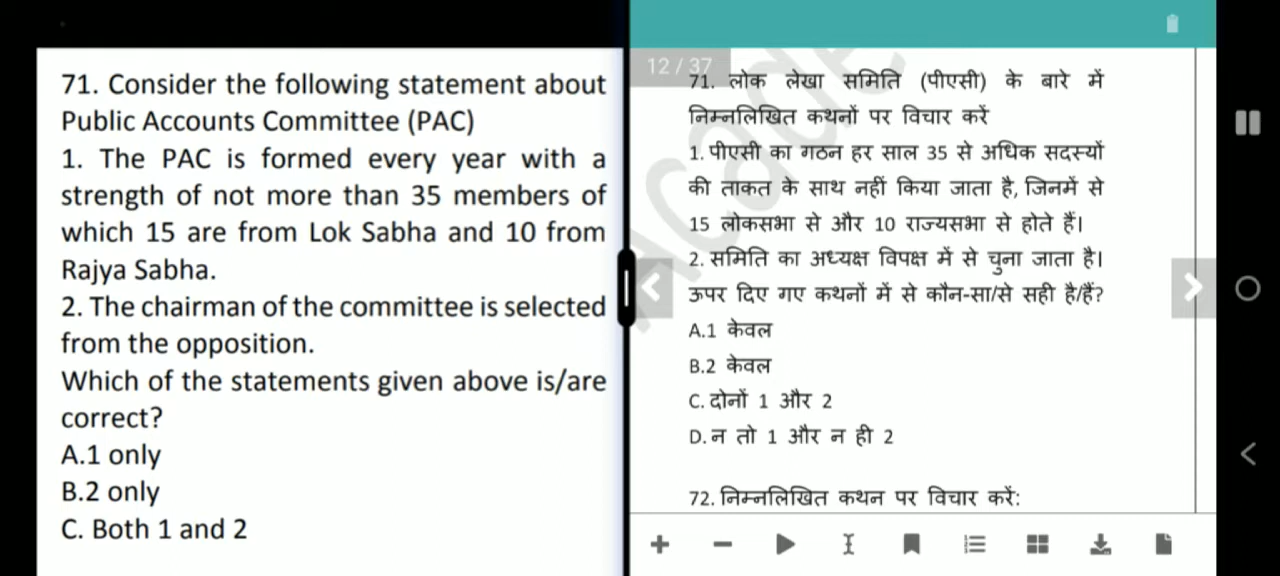 71. Consider the following statement about
Public Accounts Committee (PAC)
1. The PAC is formed every year with a
strength of not more than 35 members of
which 15 are from Lok Sabha and 10 from
Rajya Sabha.
2. The chairman of the committee is selected
from the opposition.
Which of the statements given above is/are
correct?
A.1 only
B.2 only
C. Both 1 and 2
12 / 37
71. लोक लेखा समिति (पीएसी) के बारे में
निम्नलिखित कथनों पर विचार करें
1. पीएसी का गठन हर साल 35 से अधिक सदस्यों
की ताकत के साथ नहीं किया जाता है, जिनमें से
15 लोकसभा से और 10 राज्यसभा से होते हैं।
2. समिति का अध्यक्ष विपक्ष में से चुना जाता है।
ऊपर दिए गए कथनों में से कौन-सा/से सही है/हैं?
A.1 केवल
B.2 केवल
C. दोनों 1 और 2
D. न तो 1 और न ही 2
72. निम्नलिखित कथन पर विचार करें: